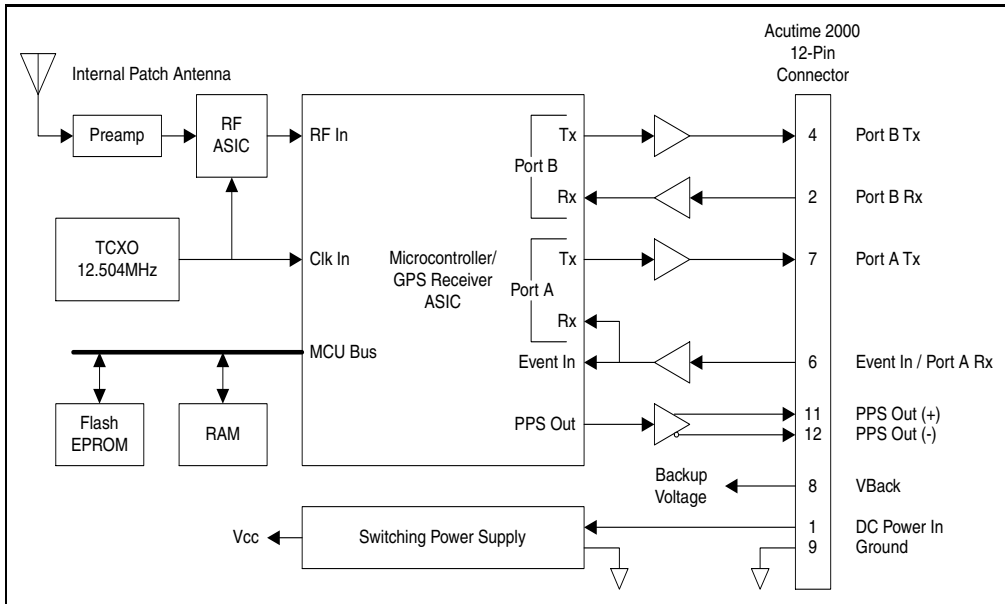 Acutime 2000
12-Pin
Connector
Internal Patch Antenna
Preamp
RF
ASIC
RF In
Tx
Port B
Rx
4
Port B Tx
2
Port B Rx
TCXO
12.504MHz
Clk In
Microcontroller/
GPS Receiver
ASIC
Tx
Port A
Rx
7
Port A Tx
MCU Bus
Event In
6
Event In / Port A Rx
Flash
EPROM
RAM
PPS Out
11
PPS Out (+)
12
PPS Out (-)
Backup
Voltage
8
VBack
Vcc
Switching Power Supply
1
DC Power In
9
Ground